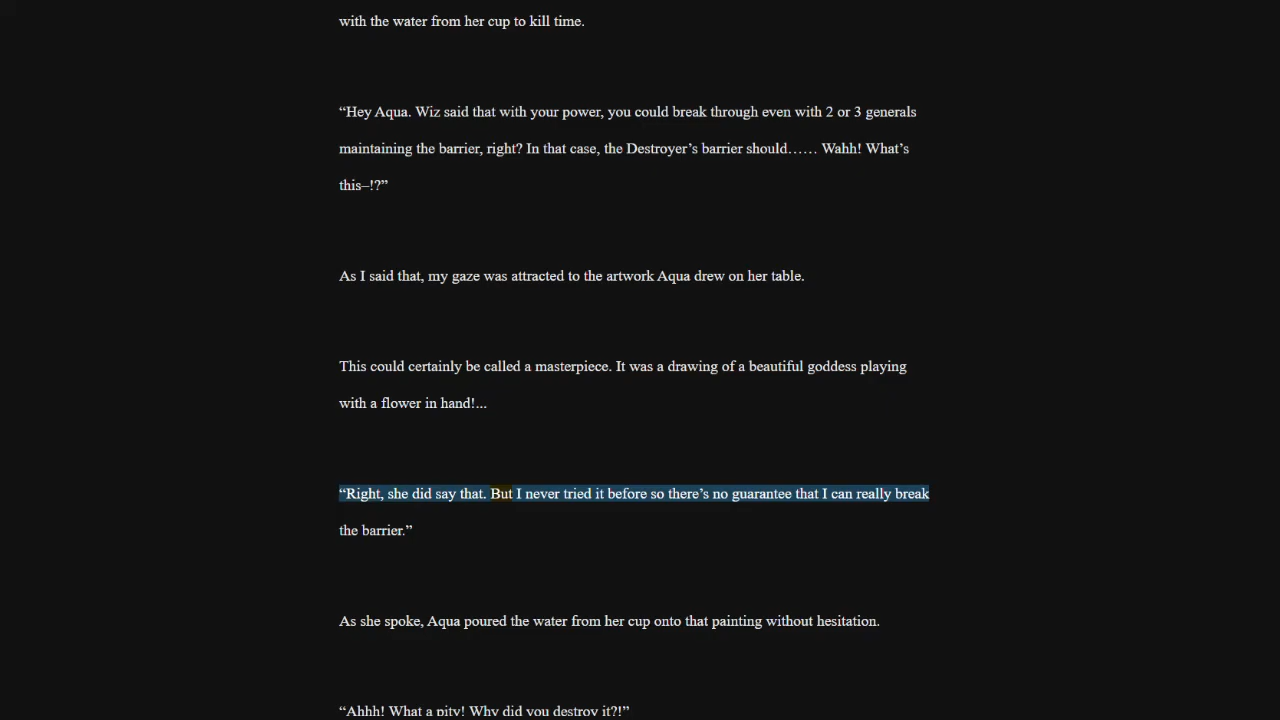 with the water from her cup to kill time.
“Hey Aqua. Wiz said that with your power, you could break through even with 2 or 3 generals
maintaining the barrier, right? In that case, the Destroyer’s barrier should…… Wahh! What’s
this–!?”
As I said that, my gaze was attracted to the artwork Aqua drew on her table.
This could certainly be called a masterpiece. It was a drawing of a beautiful goddess playing
with a flower in hand!...
“Right, she did say that. But I never tried it before so there’s no guarantee that I can really break
the barrier.”
As she spoke, Aqua poured the water from her cup onto that painting without hesitation.
“Ahhh! What a pity! Why did you destroy it?!”